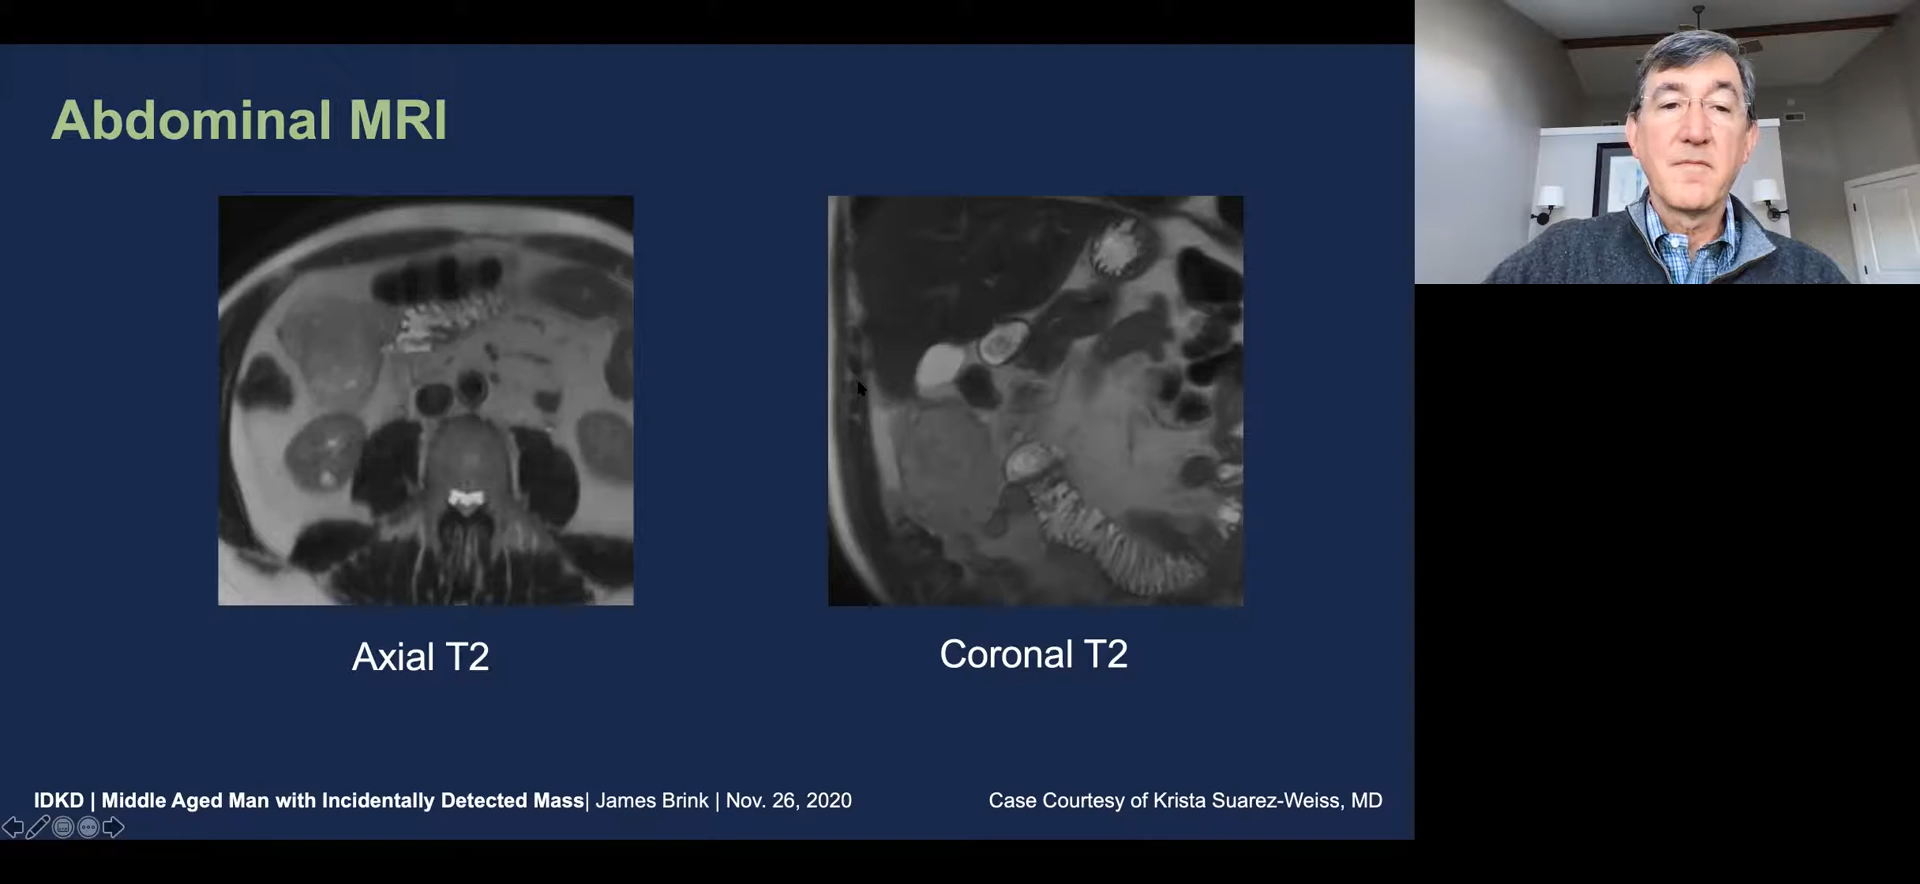 Abdominal MRI
Axial T2
Coronal T2
IDKD | Middle Aged Man with Incidentally Detected Mass| James Brink | Nov. 26, 2020
Case Courtesy of Krista Suarez-Weiss, MD